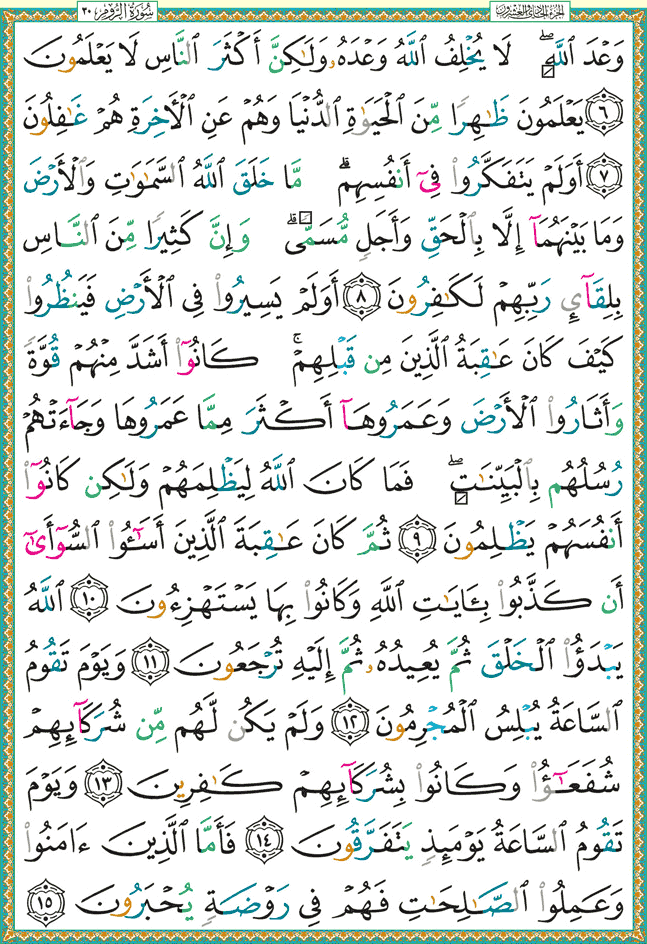 سُورَةُ الرُّومِ ٣٠ الجزء الحادي والعشرون
وَعْدَ ٱللَّهِ ۖ لَا يُخْلِفُ ٱللَّهُ وَعْدَهُۥ وَلَٰكِنَّ أَكْثَرَ ٱلنَّاسِ لَا يَعْلَمُونَ
٦ يَعْلَمُونَ ظَٰهِرًا مِّنَ ٱلْحَيَوٰةِ ٱلدُّنْيَا وَهُمْ عَنِ ٱلْأَخِرَةِ هُمْ غَٰفِلُونَ
٧ أَوَلَمْ يَتَفَكَّرُوا۟ فِىٓ أَنفُسِهِم ۗ مَّا خَلَقَ ٱللَّهُ ٱلسَّمَٰوَٰتِ وَٱلْأَرْضَ
وَمَا بَيْنَهُمَآ إِلَّا بِٱلْحَقِّ وَأَجَلٍ مُّسَمًّى ۗ وَإِنَّ كَثِيرًا مِّنَ ٱلنَّاسِ
بِلِقَآئِ رَبِّهِمْ لَكَٰفِرُونَ ٨ أَوَلَمْ يَسِيرُوا۟ فِى ٱلْأَرْضِ فَيَنظُرُوا۟
كَيْفَ كَانَ عَٰقِبَةُ ٱلَّذِينَ مِن قَبْلِهِمْ ۚ كَانُوٓا۟ أَشَدَّ مِنْهُمْ قُوَّةً
وَأَثَارُوا۟ ٱلْأَرْضَ وَعَمَرُوهَآ أَكْثَرَ مِمَّا عَمَرُوهَا وَجَآءَتْهُمْ
رُسُلُهُم بِٱلْبَيِّنَٰتِ ۖ فَمَا كَانَ ٱللَّهُ لِيَظْلِمَهُمْ وَلَٰكِن كَانُوٓا۟
أَنفُسَهُمْ يَظْلِمُونَ ٩ ثُمَّ كَانَ عَٰقِبَةَ ٱلَّذِينَ أَسَٰٓـُٔوا۟ ٱلسُّوٓأَىٰٓ
أَن كَذَّبُوا۟ بِـَٔايَٰتِ ٱللَّهِ وَكَانُوا۟ بِهَا يَسْتَهْزِءُونَ ١٠ ٱللَّهُ
يَبْدَؤُا۟ ٱلْخَلْقَ ثُمَّ يُعِيدُهُۥ ثُمَّ إِلَيْهِ تُرْجَعُونَ ١١ وَيَوْمَ تَقُومُ
ٱلسَّاعَةُ يُبْلِسُ ٱلْمُجْرِمُونَ ١٢ وَلَمْ يَكُن لَّهُم مِّن شُرَكَآئِهِمْ
شُفَعَٰٓؤُا۟ وَكَانُوا۟ بِشُرَكَآئِهِمْ كَٰفِرِينَ ١٣ وَيَوْمَ
تَقُومُ ٱلسَّاعَةُ يَوْمَئِذٍ يَتَفَرَّقُونَ ١٤ فَأَمَّا ٱلَّذِينَ ءَامَنُوا۟
وَعَمِلُوا۟ ٱلصَّٰلِحَٰتِ فَهُمْ فِى رَوْضَةٍ يُحْبَرُونَ ١٥